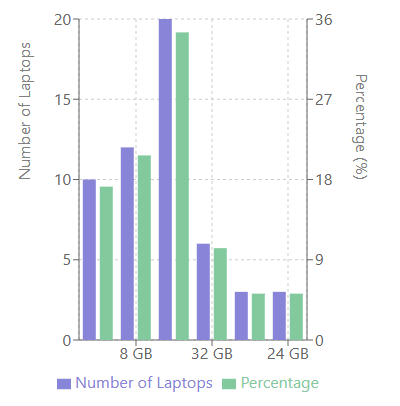 Number of Laptops
20
15
10
5
0
36
27
18
9
0
Percentage (%)
8 GB 32 GB 24 GB
Number of Laptops Percentage